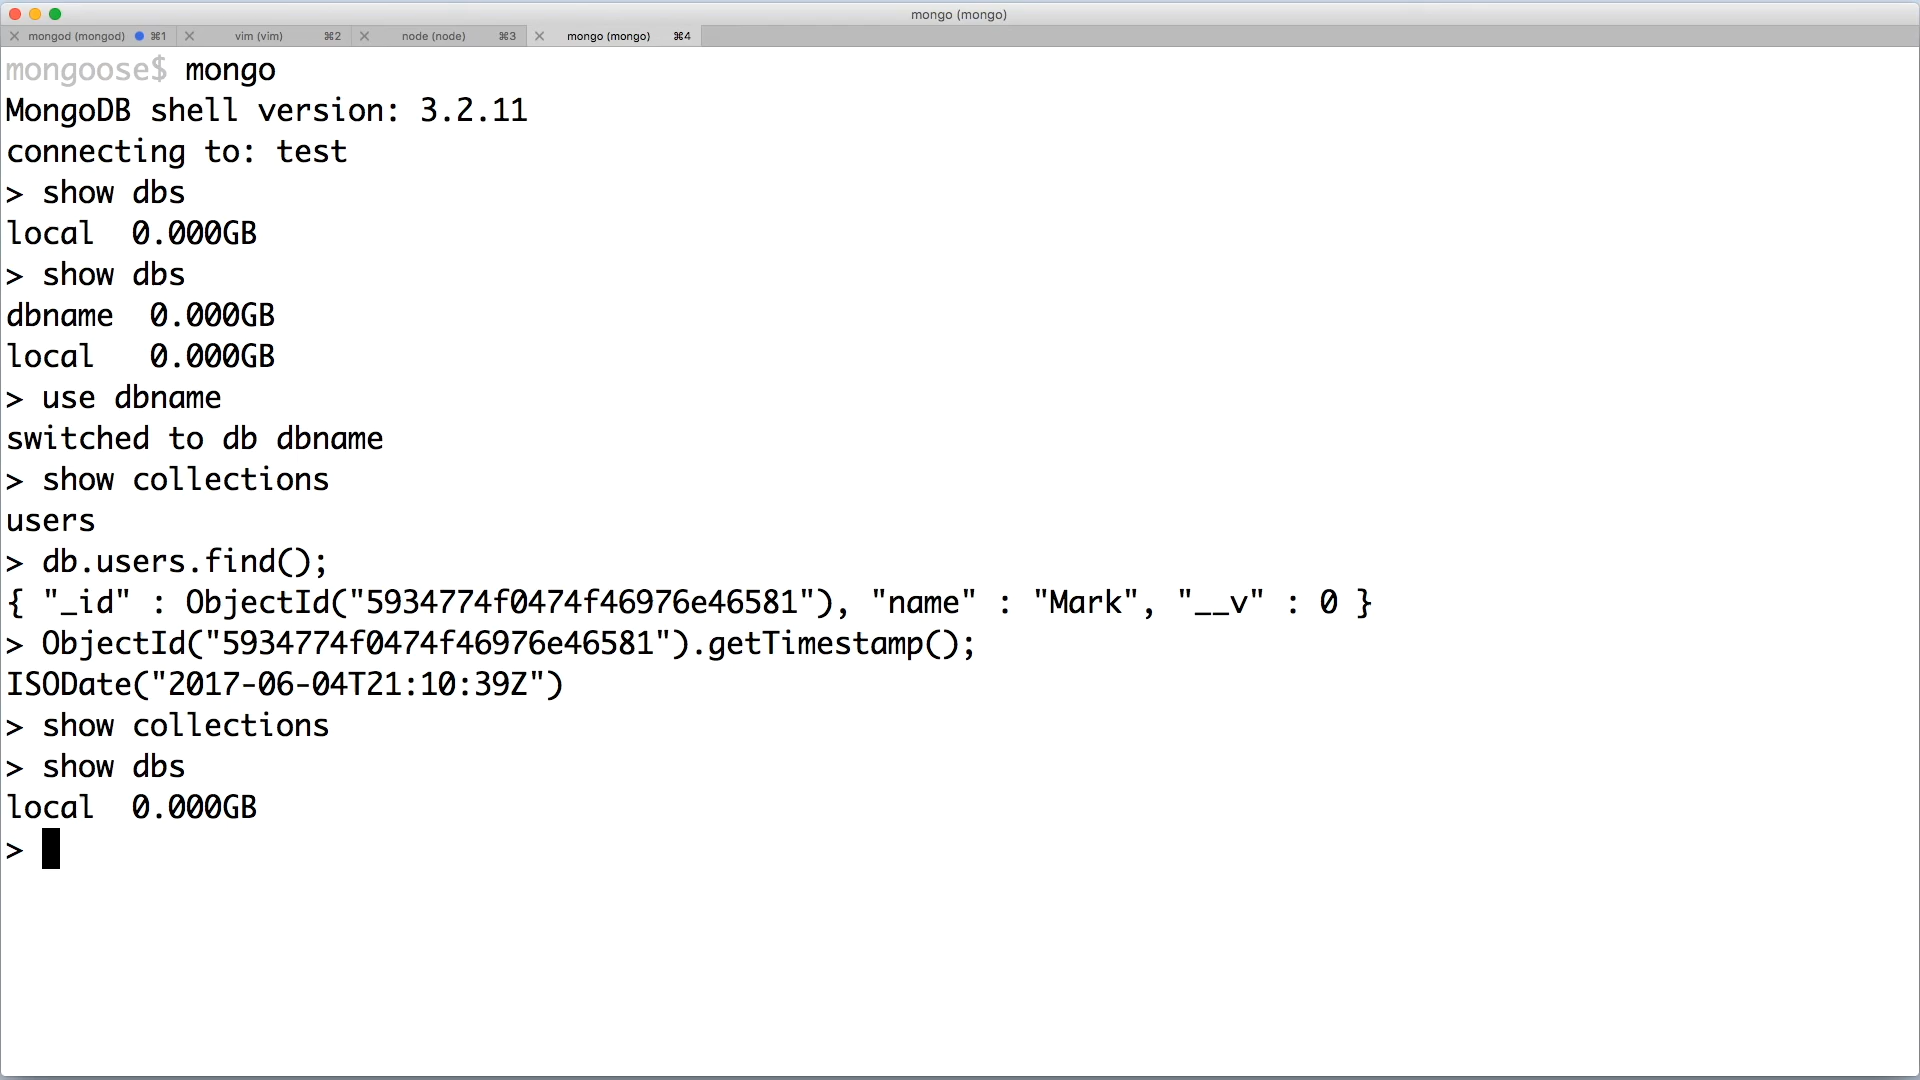 mongo (mongo)
mongod (mongod) ⌘1 vim (vim) ⌘2 node (node) ⌘3 mongo (mongo) ⌘4
mongoose$ mongo
MongoDB shell version: 3.2.11
connecting to: test
> show dbs
local  0.000GB
> show dbs
dbname  0.000GB
local   0.000GB
> use dbname
switched to db dbname
> show collections
users
> db.users.find();
{ "_id" : ObjectId("5934774f0474f46976e46581"), "name" : "Mark", "__v" : 0 }
> ObjectId("5934774f0474f46976e46581").getTimestamp();
ISODate("2017-06-04T21:10:39Z")
> show collections
> show dbs
local  0.000GB
>